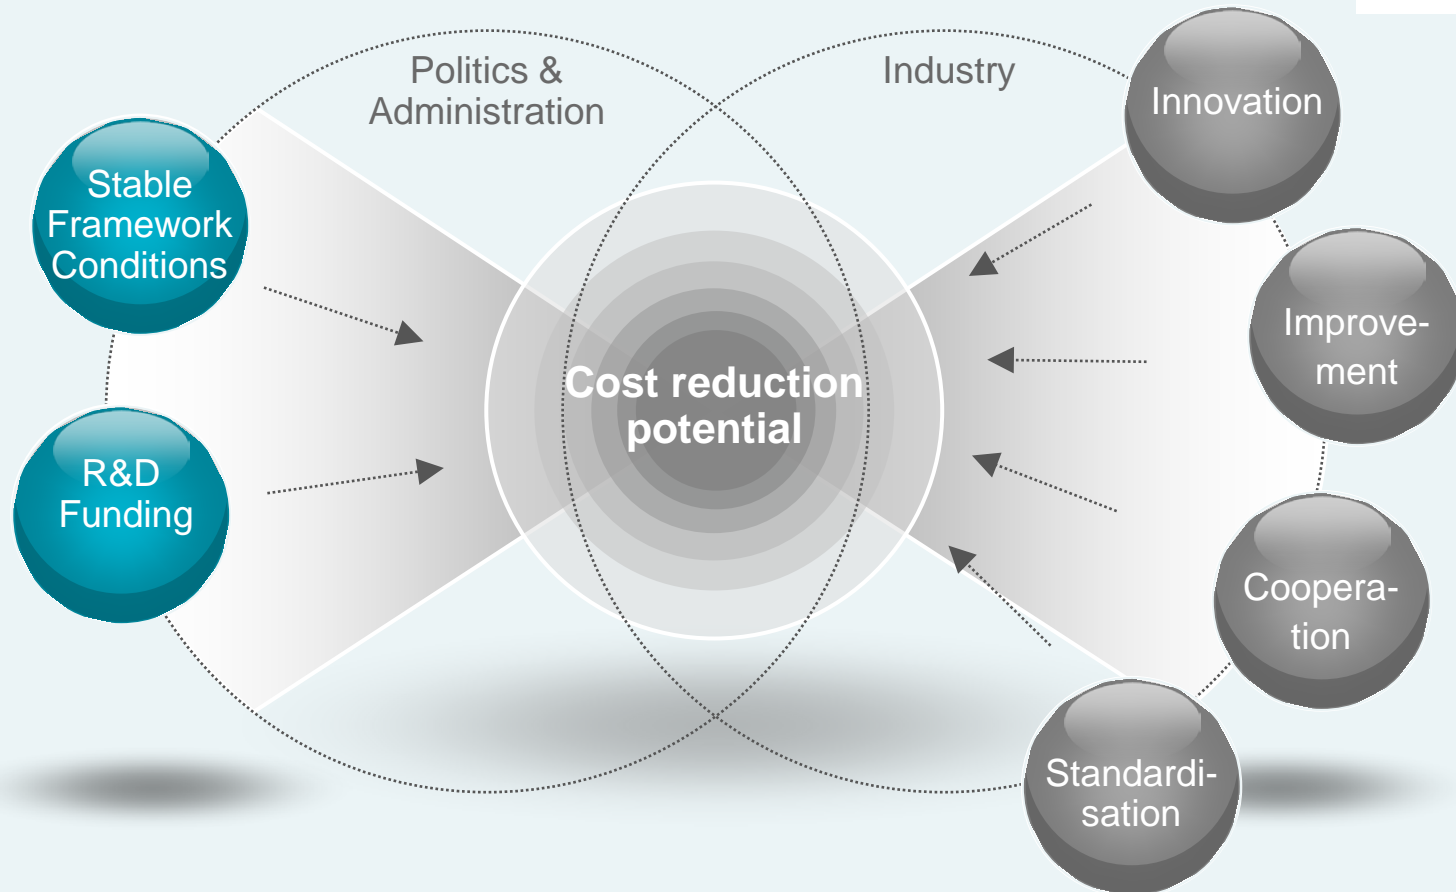 Politics &
Administration
Industry
Innovation
Stable
Framework
Conditions
Improve-
ment
Cost reduction
potential
R&D
Funding
Coopera-
tion
Standardi-
sation